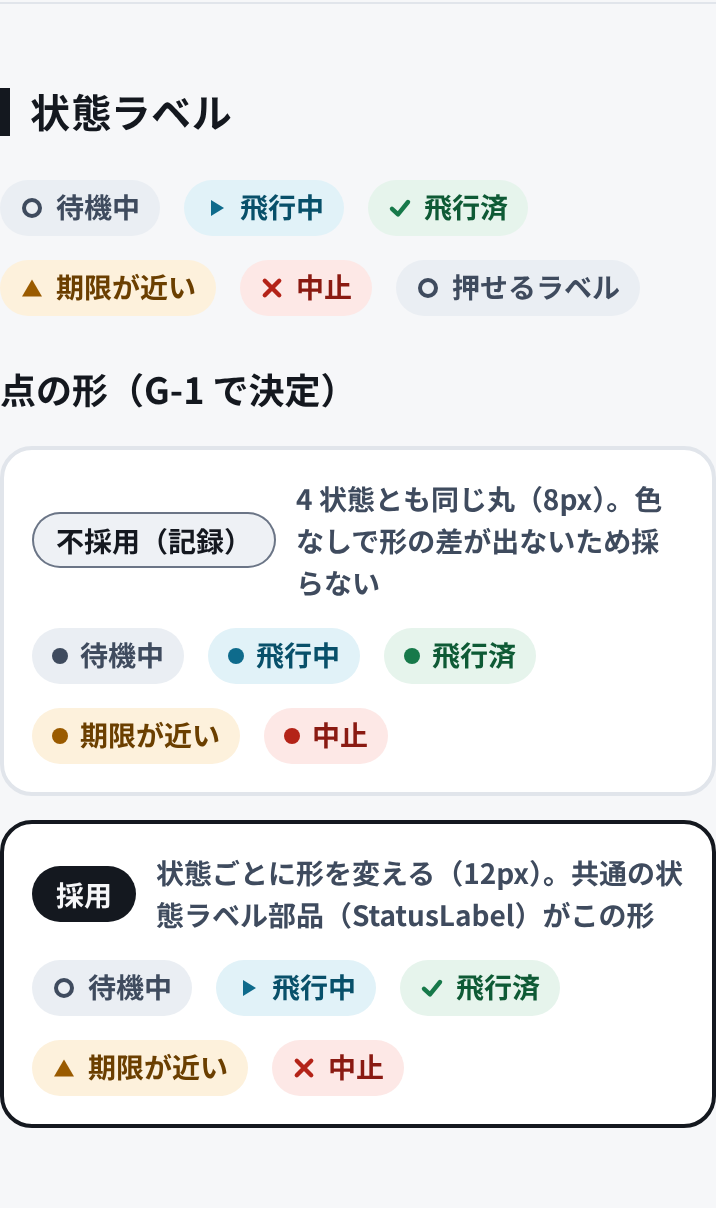 状態ラベル
待機中 飛行中 飛行済
期限が近い 中止 押せるラベル
点の形（G-1 で決定）
不採用（記録）
4 状態とも同じ丸（8px）。色
なしで形の差が出ないため採
らない
待機中 飛行中 飛行済
期限が近い 中止
採用
状態ごとに形を変える（12px）。共通の状
態ラベル部品（StatusLabel）がこの形
待機中 飛行中 飛行済
期限が近い 中止